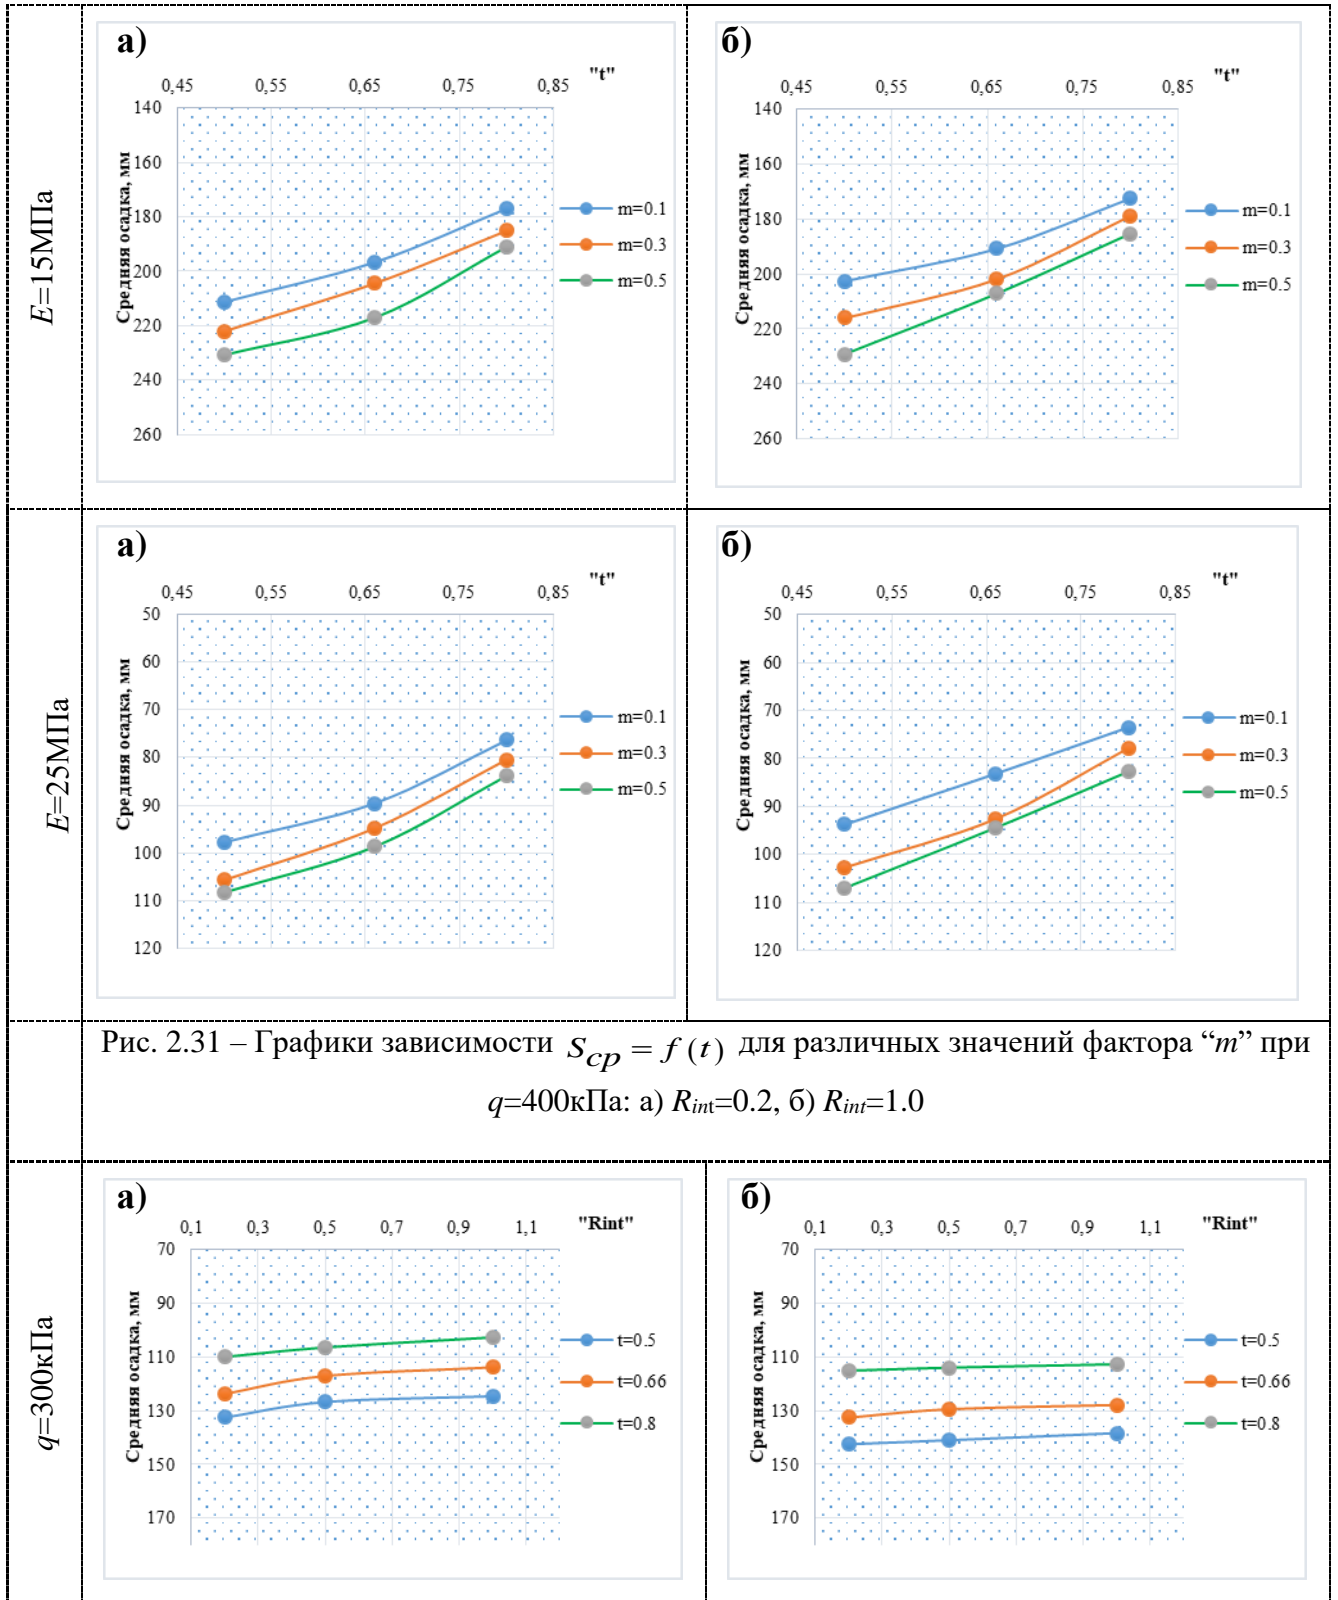 E=15МПа
а)
"t"
0,45 0,55 0,65 0,75 0,85
140
160
180
200
220
240
260
Средняя осадка, мм
m=0.1
m=0.3
m=0.5
б)
"t"
0,45 0,55 0,65 0,75 0,85
140
160
180
200
220
240
260
Средняя осадка, мм
m=0.1
m=0.3
m=0.5
E=25МПа
а)
"t"
0,45 0,55 0,65 0,75 0,85
50
60
70
80
90
100
110
120
Средняя осадка, мм
m=0.1
m=0.3
m=0.5
б)
"t"
0,45 0,55 0,65 0,75 0,85
50
60
70
80
90
100
110
120
Средняя осадка, мм
m=0.1
m=0.3
m=0.5
Рис. 2.31 – Графики зависимости S_cp = f (t) для различных значений фактора “m” при
q=400кПа: а) R_int=0.2, б) R_int=1.0
q=300кПа
а)
0,1 0,3 0,5 0,7 0,9 1,1 "Rint"
70
90
110
130
150
170
Средняя осадка, мм
t=0.5
t=0.66
t=0.8
б)
0,1 0,3 0,5 0,7 0,9 1,1 "Rint"
70
90
110
130
150
170
Средняя осадка, мм
t=0.5
t=0.66
t=0.8